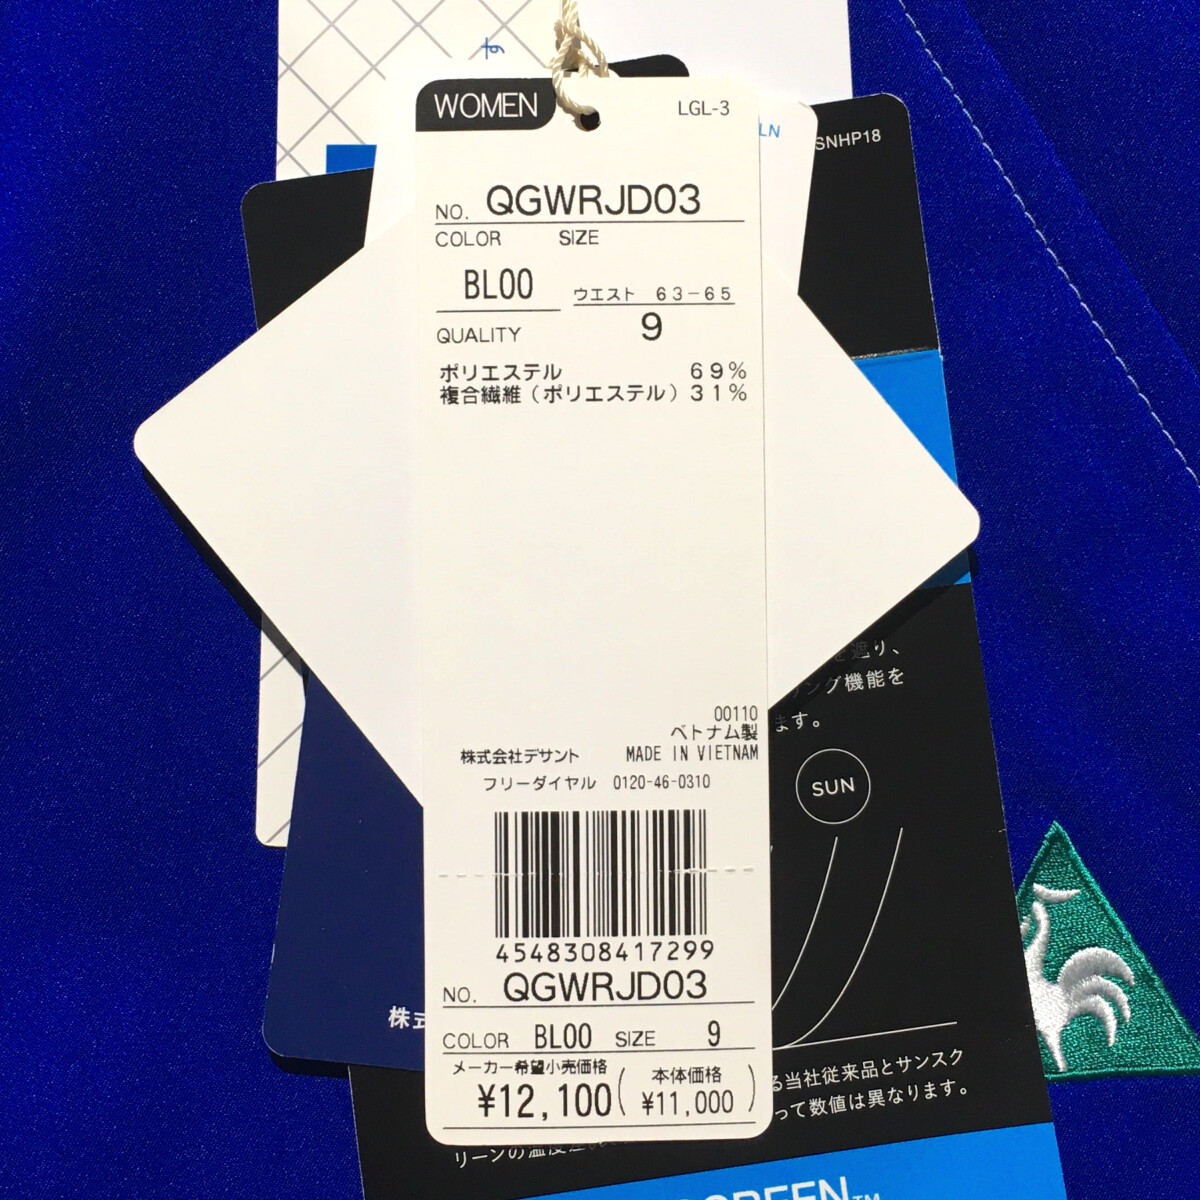 す
WOMEN
LGL-3
LN
SNHP18
NO. QGWRJD03
COLOR SIZE
BL00 ウエスト 63-65
QUALITY 9
ポリエステル 69%
複合繊維（ポリエステル）31%
遮り、
ング機能を
ます。
00110
ベトナム製
株式会社デサント MADE IN VIETNAM
フリーダイヤル 0120-46-0310
SUN
4548308417299
NO. QGWRJD03
株式
COLOR BL00 SIZE 9
メーカー希望小売価格
¥12,100（本体価格 ¥11,000）
る当社従来品とサンスク
って数値は異なります。
リーンの温度
GREEN™